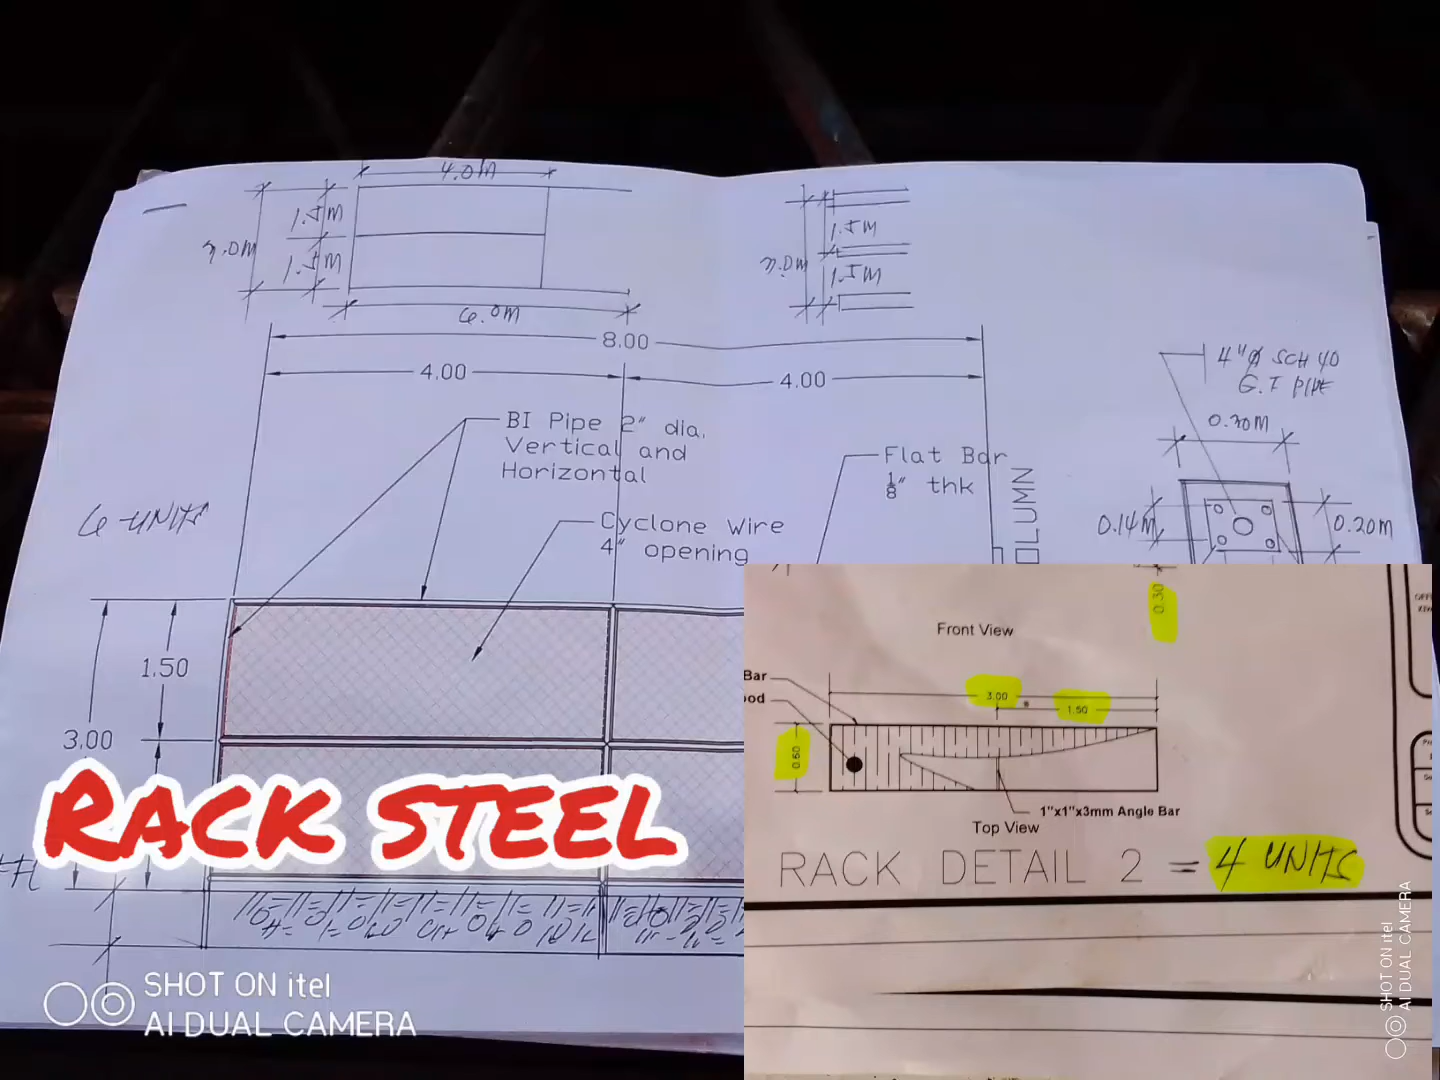 4.0M
1.5M
3.0M
1.5M
6.0M
1.5M
1.5M
8.00
4.00
4.00
BI Pipe 2" dia.
Vertical and
Horizontal
Flat Bar
1/8" thk
Cyclone Wire
4" opening
OLUMN
4"ø SCH 40
G.I PIPE
0.30M
0.14M
0.20M
6 UNITS
1.50
3.00
RACK STEEL
0.30
Front View
Bar
3.00
1.50
0.60
1"x1"x3mm Angle Bar
Top View
RACK DETAIL 2 = 4 UNITS
SHOT ON itel
AI DUAL CAMERA
SHOT ON itel
AI DUAL CAMERA